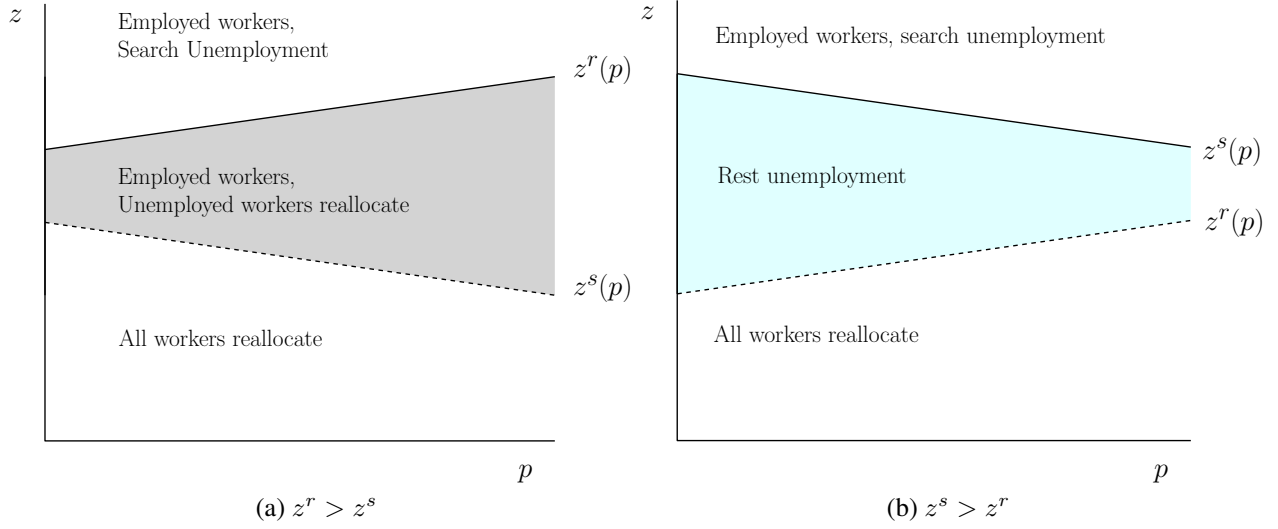 z
Employed workers,
Search Unemployment
z^r(p)
Employed workers,
Unemployed workers reallocate
z^s(p)
All workers reallocate
p
(a) z^r > z^s
z
Employed workers, search unemployment
z^s(p)
Rest unemployment
z^r(p)
All workers reallocate
p
(b) z^s > z^r